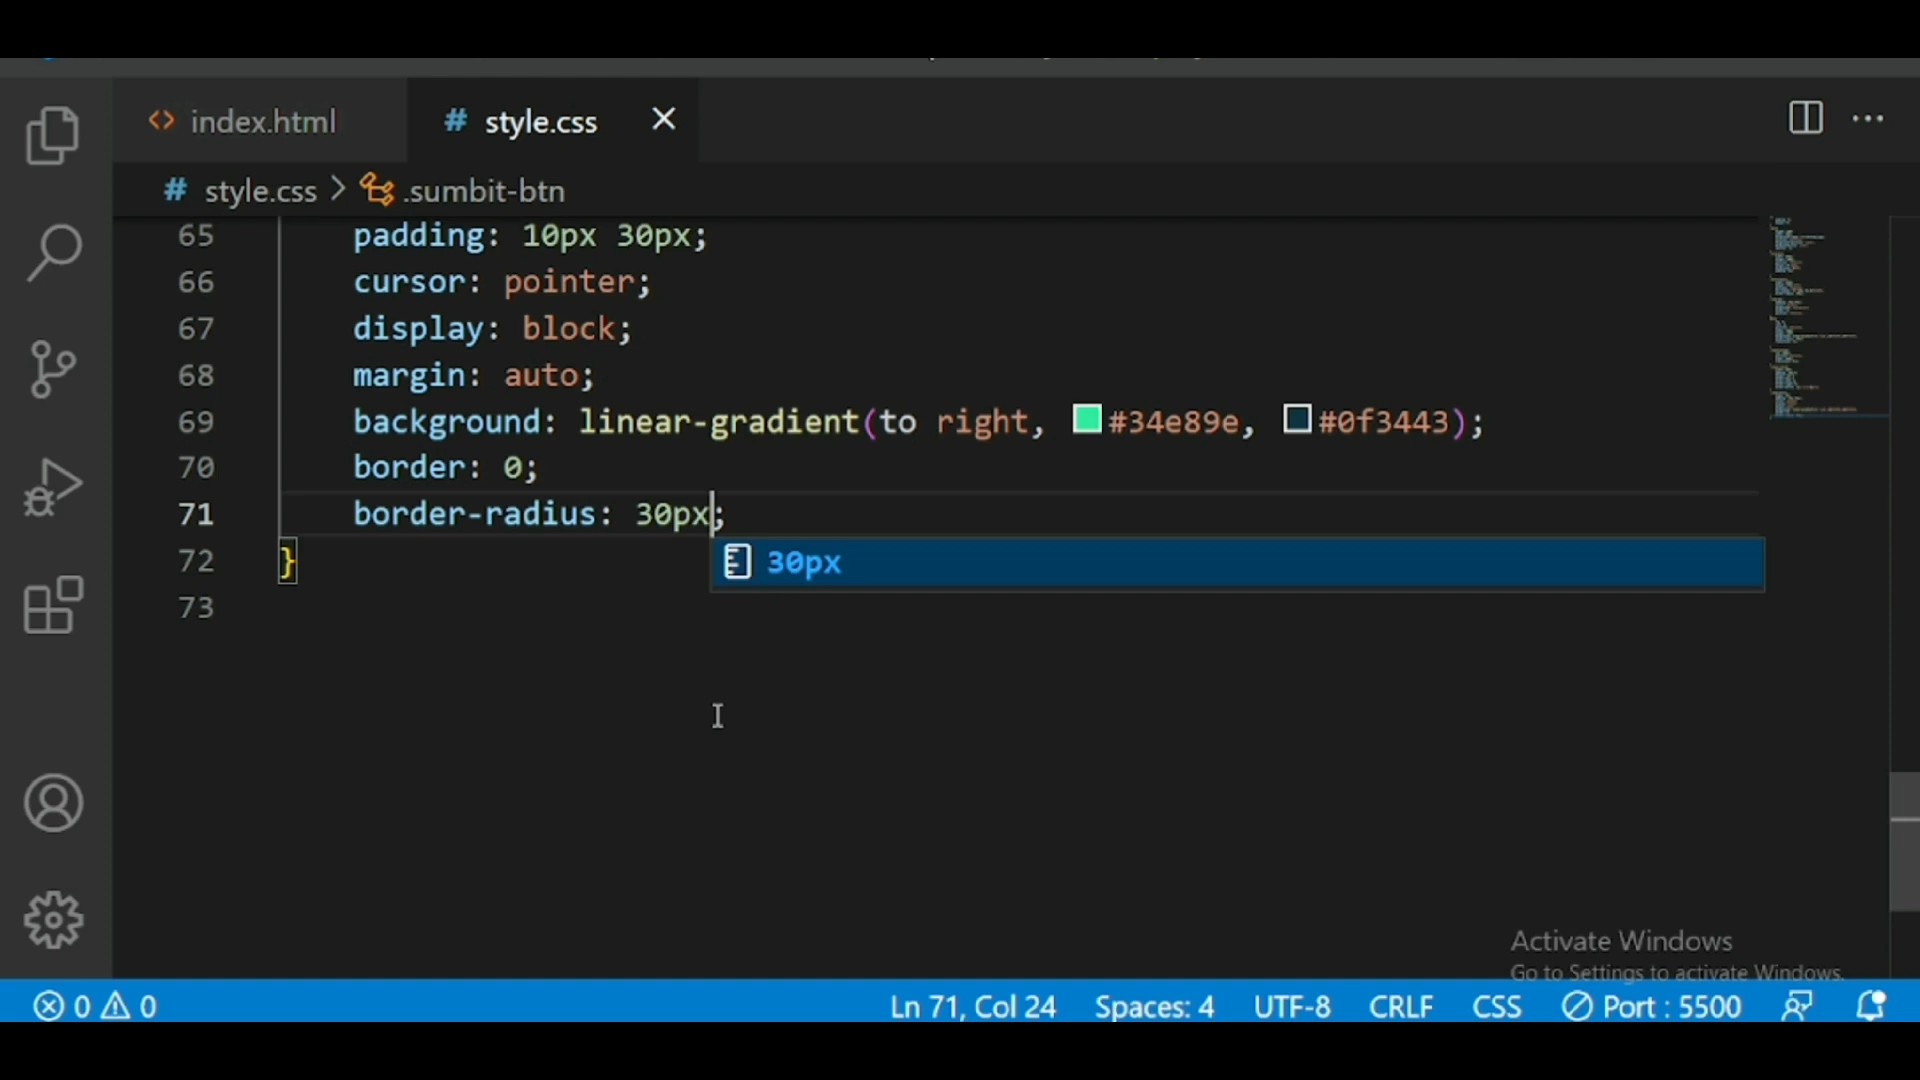 index.html
# style.css
# style.css > .sumbit-btn
65 padding: 10px 30px;
66 cursor: pointer;
67 display: block;
68 margin: auto;
69 background: linear-gradient(to right, #34e89e, #0f3443);
70 border: 0;
71 border-radius: 30px;
72 }
30px
73
Activate Windows
Go to Settings to activate Windows.
0 0 Ln 71, Col 24 Spaces: 4 UTF-8 CRLF CSS Port : 5500